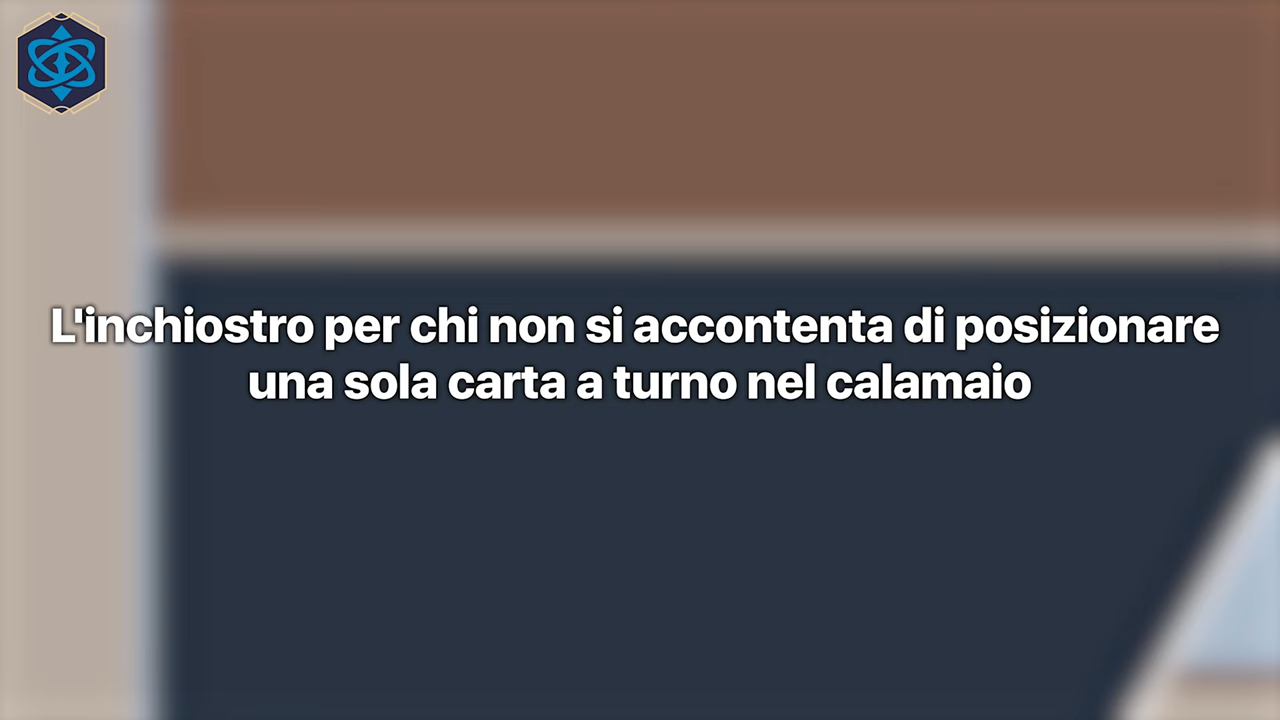 L'inchiostro per chi non si accontenta di posizionare
una sola carta a turno nel calamaio